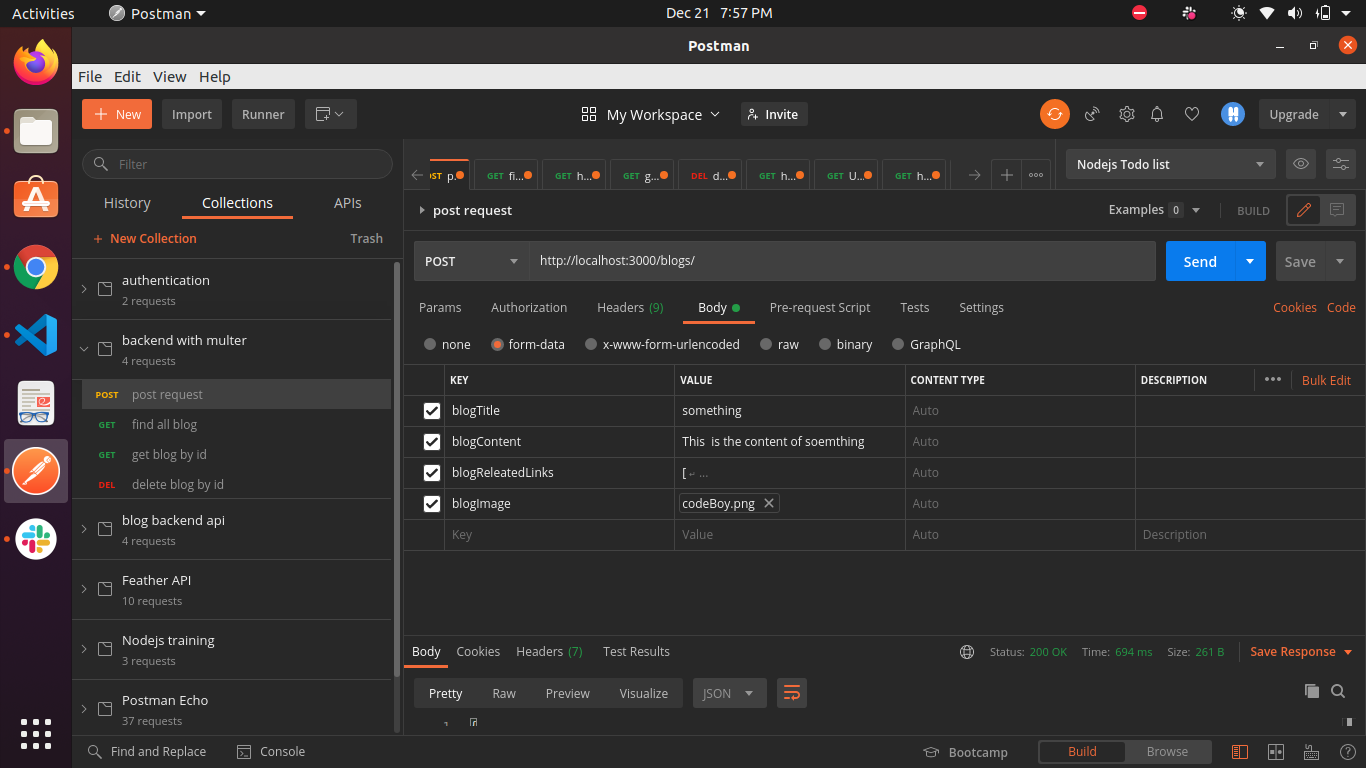 Activities Postman Dec 21 7:57 PM
Postman
File Edit View Help
+ New Import Runner My Workspace Invite Upgrade
Filter
OST p. GET fi... GET h... GET g... DEL d... GET h... GET U... GET h...
Nodejs Todo list
History Collections APIs
+ New Collection Trash
post request Examples 0 BUILD
POST http://localhost:3000/blogs/ Send Save
Params Authorization Headers (9) Body Pre-request Script Tests Settings Cookies Code
none form-data x-www-form-urlencoded raw binary GraphQL
KEY VALUE CONTENT TYPE DESCRIPTION ••• Bulk Edit
blogTitle something Auto
blogContent This is the content of soemthing Auto
blogReleatedLinks [↵ ... Auto
blogImage codeBoy.png Auto
Key Value Auto Description
authentication
2 requests
backend with multer
4 requests
POST post request
GET find all blog
GET get blog by id
DEL delete blog by id
blog backend api
4 requests
Feather API
10 requests
Nodejs training
3 requests
Postman Echo
37 requests
Body Cookies Headers (7) Test Results Status: 200 OK Time: 694 ms Size: 261 B Save Response
Pretty Raw Preview Visualize JSON
Find and Replace Console Bootcamp Build Browse